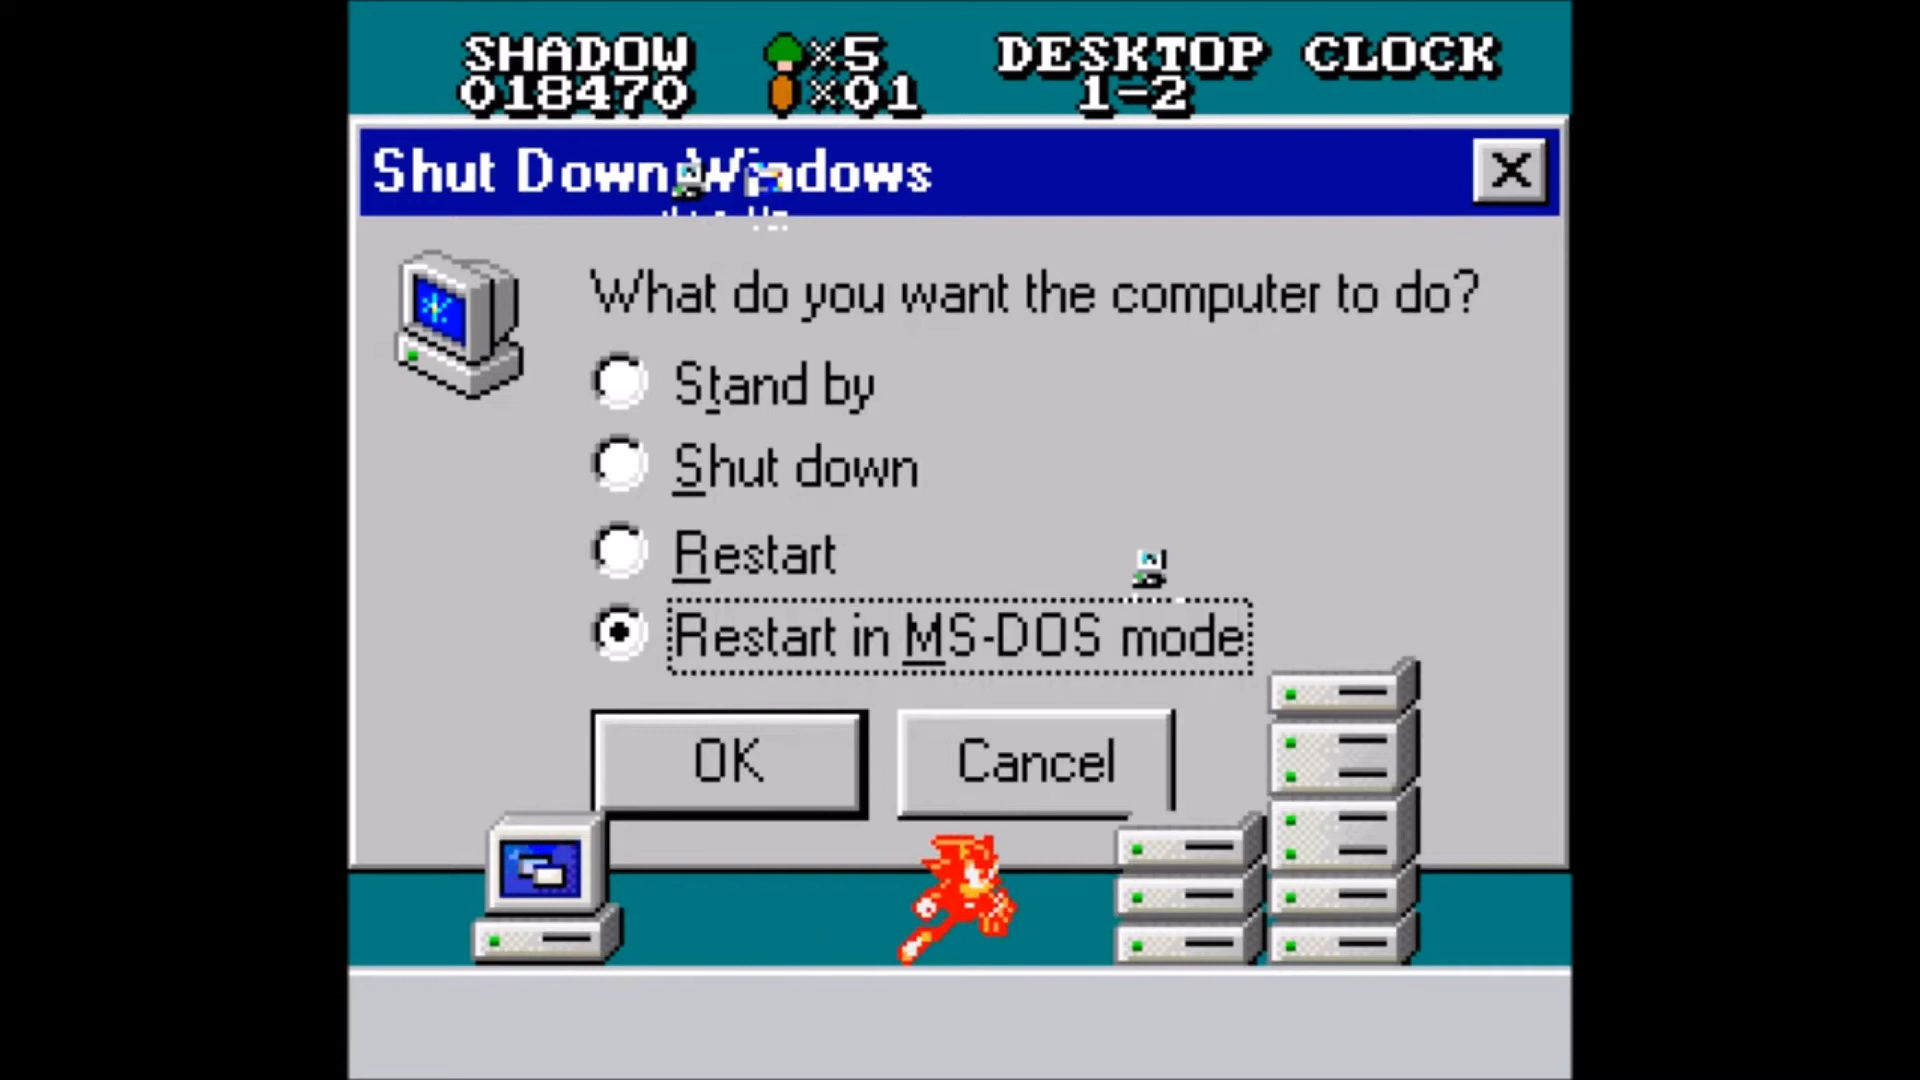 SHADOW ×5 DESKTOP CLOCK
018470 ×01 1-2
Shut Down Windows
What do you want the computer to do?
Stand by
Shut down
Restart
Restart in MS-DOS mode
OK Cancel